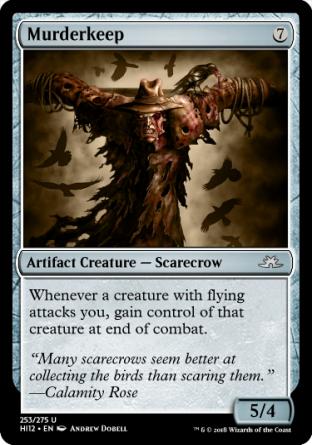 Murderkeep 7
Artifact Creature — Scarecrow
Whenever a creature with flying
attacks you, gain control of that
creature at end of combat.
“Many scarecrows seem better at
collecting the birds than scaring them.”
—Calamity Rose
5/4
253/275 U
HI12 • EN ANDREW DOBELL
™ & © 2018 Wizards of the Coast